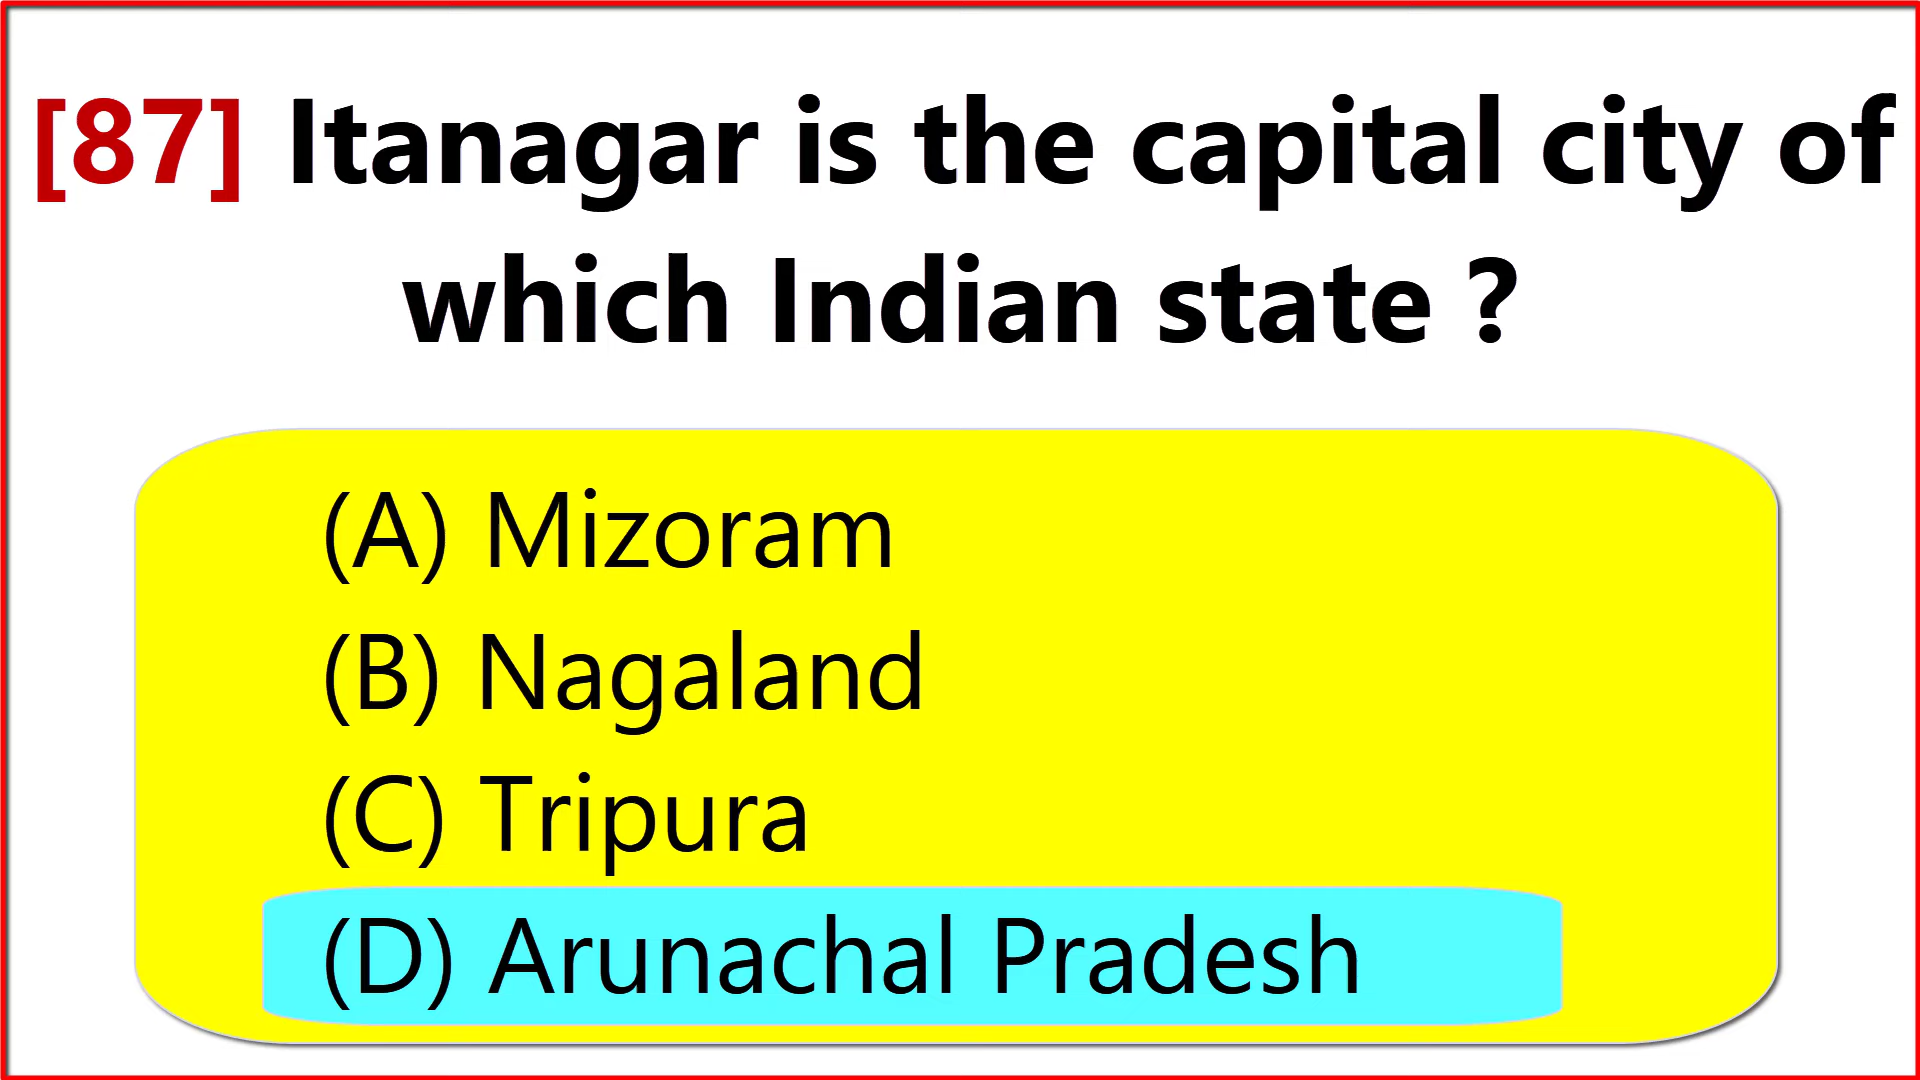 [87] Itanagar is the capital city of
which Indian state ?
(A) Mizoram
(B) Nagaland
(C) Tripura
(D) Arunachal Pradesh